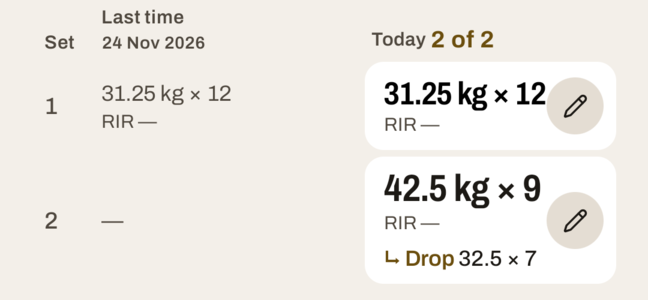 Set Last time Today 2 of 2
24 Nov 2026
1 31.25 kg × 12 31.25 kg × 12
RIR — RIR —
2 — 42.5 kg × 9
RIR —
↳ Drop 32.5 × 7